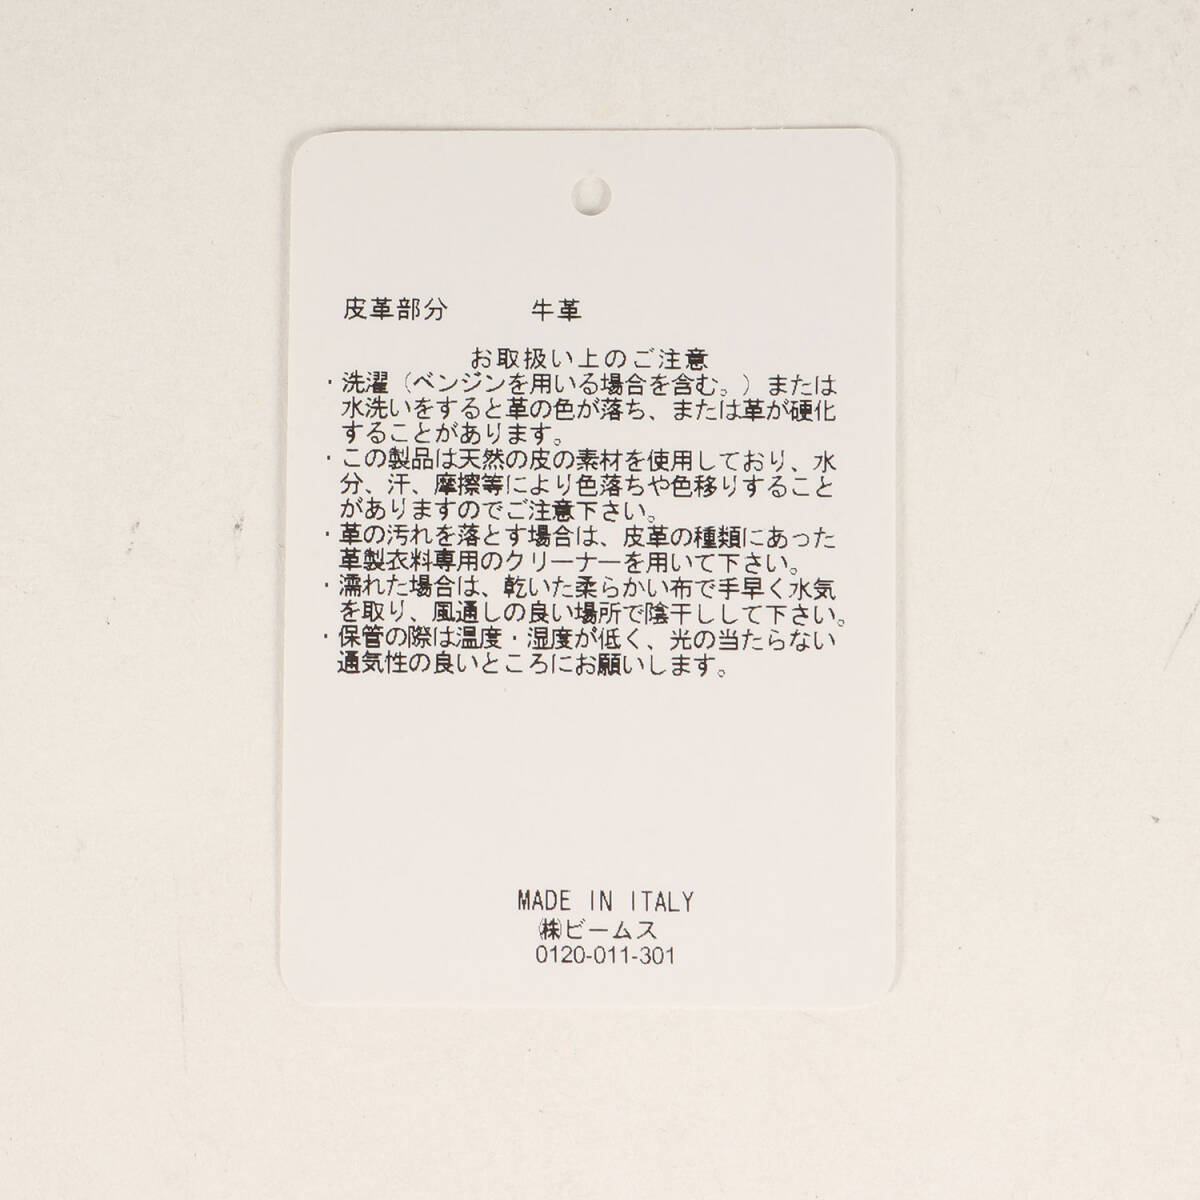 皮革部分 牛革
お取扱い上のご注意
・洗濯（ベンジンを用いる場合を含む。）または
水洗いをすると革の色が落ち、または革が硬化
することがあります。
・この製品は天然の皮の素材を使用しており、水
分、汗、摩擦等により色落ちや色移りすること
がありますのでご注意下さい。
・革の汚れを落とす場合は、皮革の種類にあった
革製衣料専用のクリーナーを用いて下さい。
・濡れた場合は、乾いた柔らかい布で手早く水気
を取り、風通しの良い場所で陰干しして下さい。
・保管の際は温度・湿度が低く、光の当たらない
通気性の良いところにお願いします。
MADE IN ITALY
㈱ビームス
0120-011-301